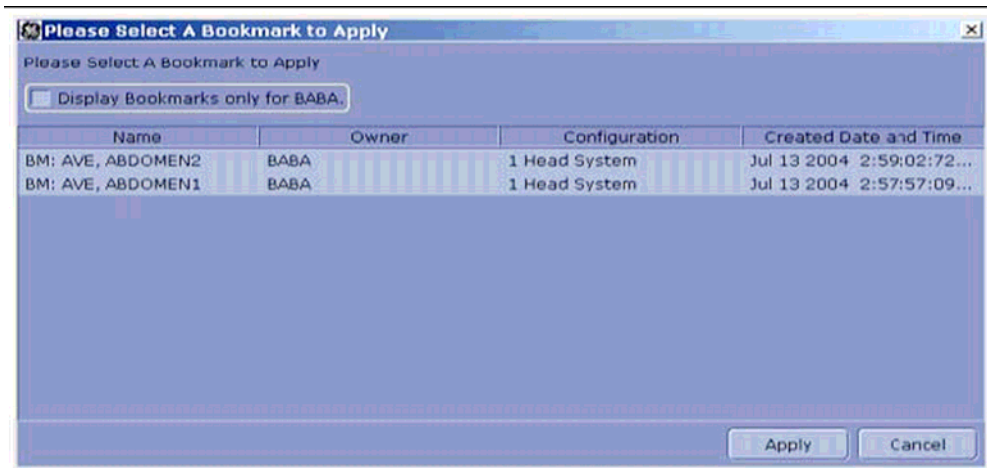 Please Select A Bookmark to Apply
Please Select A Bookmark to Apply
Display Bookmarks only for BABA.
Name Owner Configuration Created Date and Time
BM: AVE, ABDOMEN2 BABA 1 Head System Jul 13 2004 2:59:02:72...
BM: AVE, ABDOMEN1 BABA 1 Head System Jul 13 2004 2:57:57:09...
Apply Cancel